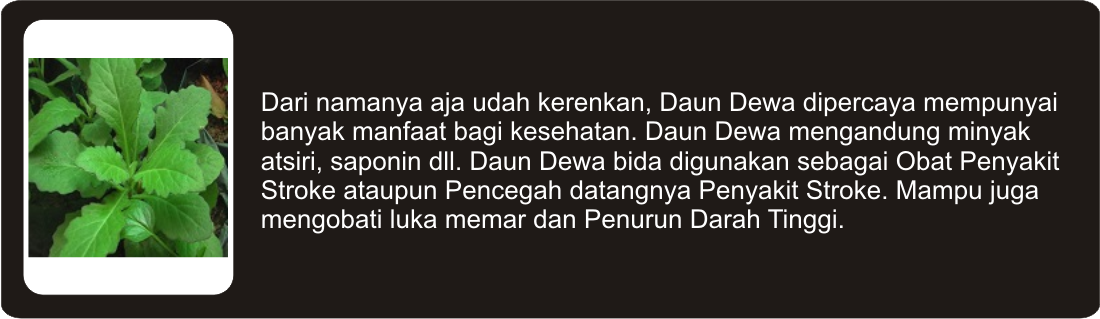 Dari namanya aja udah kerenkan, Daun Dewa dipercaya mempunyai
banyak manfaat bagi kesehatan. Daun Dewa mengandung minyak
atsiri, saponin dll. Daun Dewa bida digunakan sebagai Obat Penyakit
Stroke ataupun Pencegah datangnya Penyakit Stroke. Mampu juga
mengobati luka memar dan Penurun Darah Tinggi.